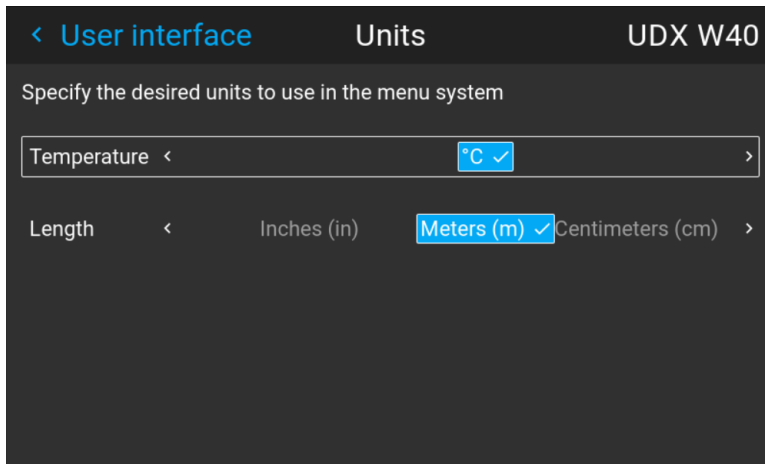 < User interface Units UDX W40
Specify the desired units to use in the menu system
Temperature < °C ✓ >
Length < Inches (in) Meters (m) ✓ Centimeters (cm) >